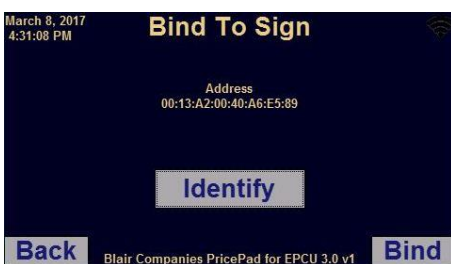 March 8, 2017
4:31:08 PM
Bind To Sign
Address
00:13:A2:00:40:A6:E5:89
Identify
Back
Blair Companies PricePad for EPCU 3.0 v1
Bind